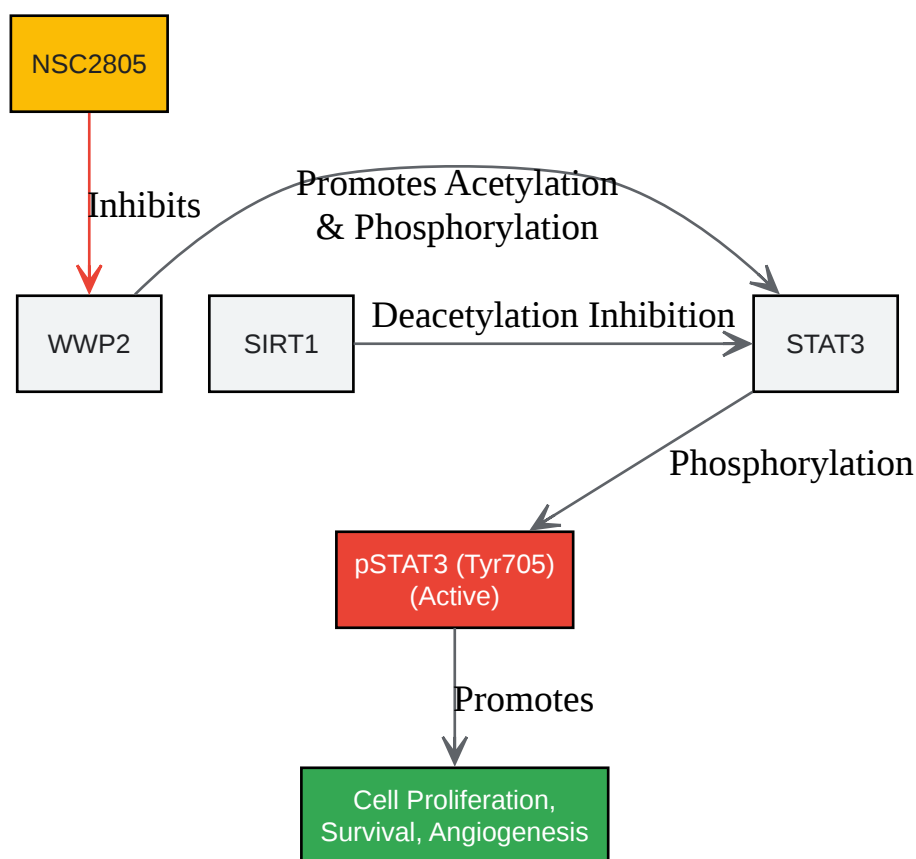 NSC2805
Inhibits
Promotes Acetylation
& Phosphorylation
WWP2
SIRT1
Deacetylation Inhibition
STAT3
Phosphorylation
pSTAT3 (Tyr705)
(Active)
Promotes
Cell Proliferation,
Survival, Angiogenesis